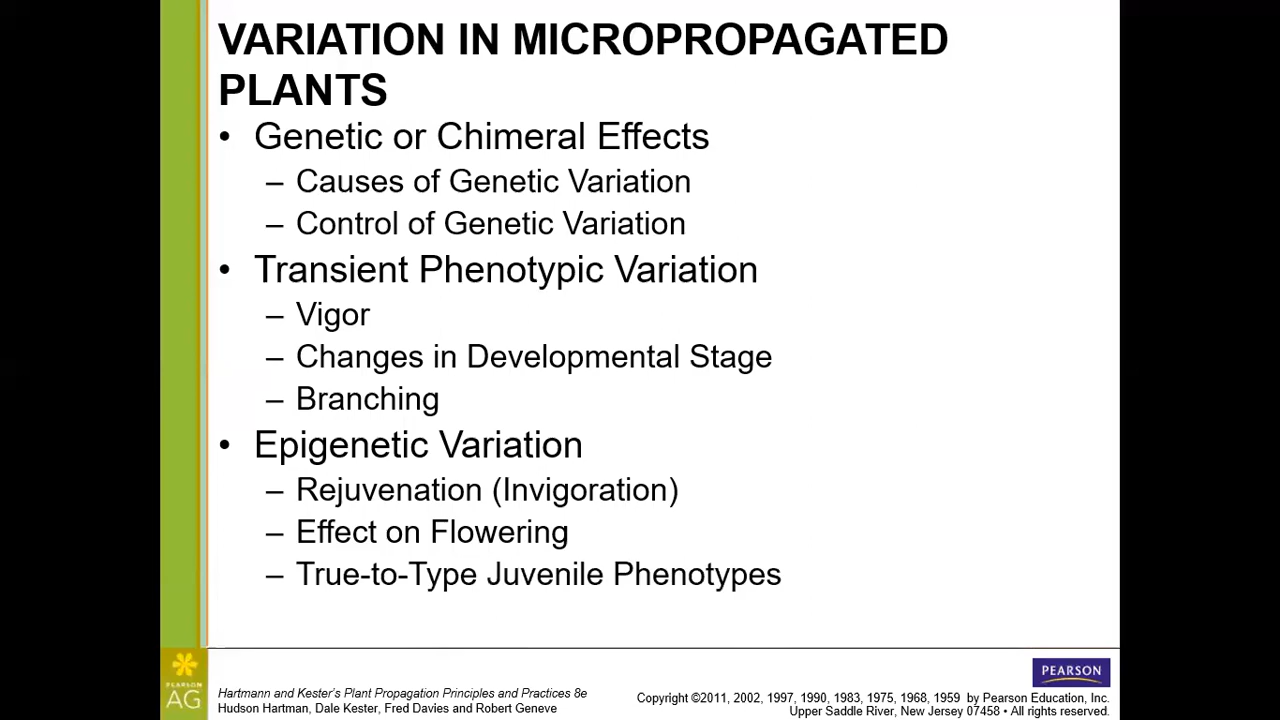 VARIATION IN MICROPROPAGATED
PLANTS
• Genetic or Chimeral Effects
– Causes of Genetic Variation
– Control of Genetic Variation
• Transient Phenotypic Variation
– Vigor
– Changes in Developmental Stage
– Branching
• Epigenetic Variation
– Rejuvenation (Invigoration)
– Effect on Flowering
– True-to-Type Juvenile Phenotypes
PEARSON
AG
Hartmann and Kester's Plant Propagation Principles and Practices 8e
Hudson Hartman, Dale Kester, Fred Davies and Robert Geneve
PEARSON
Copyright ©2011, 2002, 1997, 1990, 1983, 1975, 1968, 1959 by Pearson Education, Inc.
Upper Saddle River, New Jersey 07458 • All rights reserved.